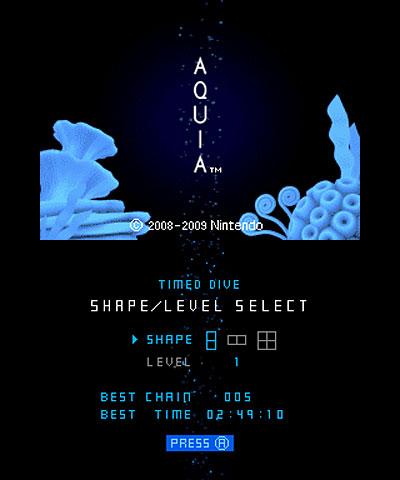 AQUIA™
© 2008-2009 Nintendo
TIMED DIVE
SHAPE/LEVEL SELECT
SHAPE
LEVEL 1
BEST CHAIN 005
BEST TIME 02:49:10
PRESS Ⓐ